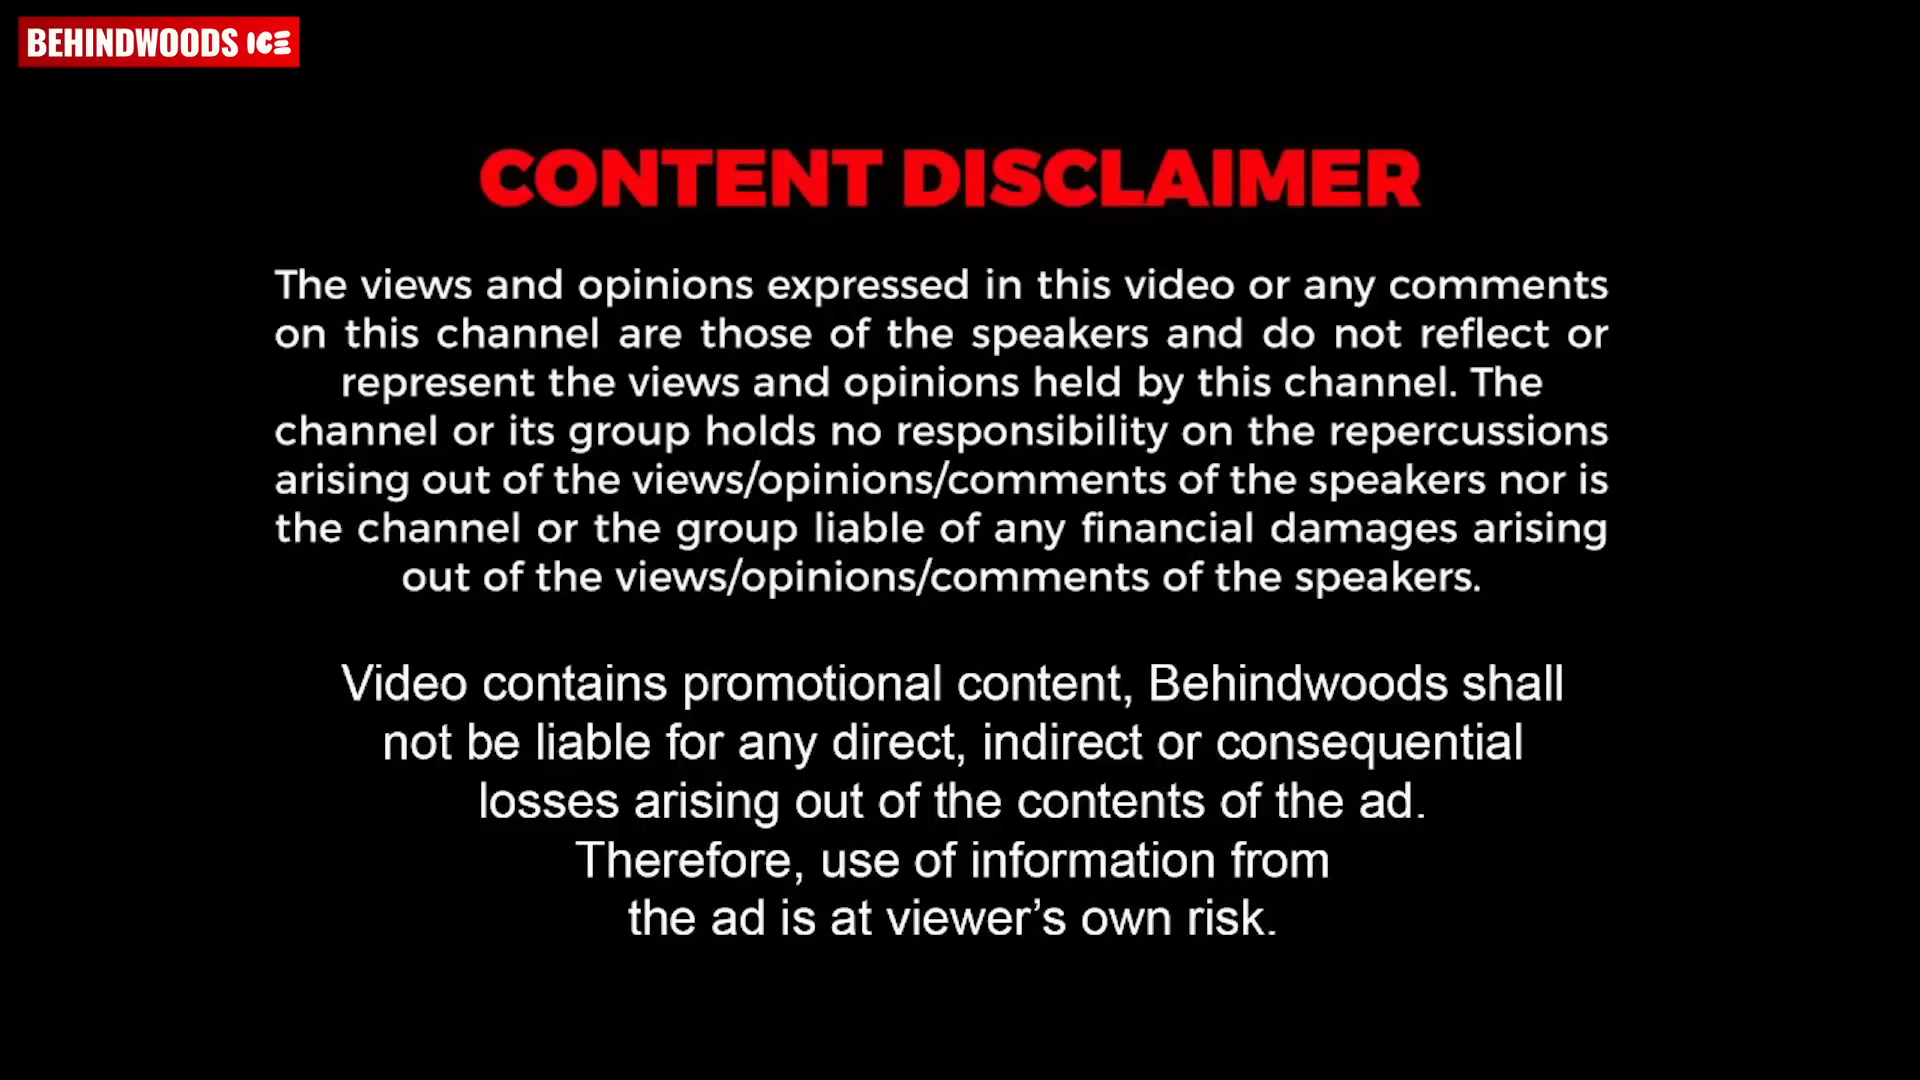 BEHINDWOODS ICE
CONTENT DISCLAIMER
The views and opinions expressed in this video or any comments
on this channel are those of the speakers and do not reflect or
represent the views and opinions held by this channel. The
channel or its group holds no responsibility on the repercussions
arising out of the views/opinions/comments of the speakers nor is
the channel or the group liable of any financial damages arising
out of the views/opinions/comments of the speakers.
Video contains promotional content, Behindwoods shall
not be liable for any direct, indirect or consequential
losses arising out of the contents of the ad.
Therefore, use of information from
the ad is at viewer’s own risk.